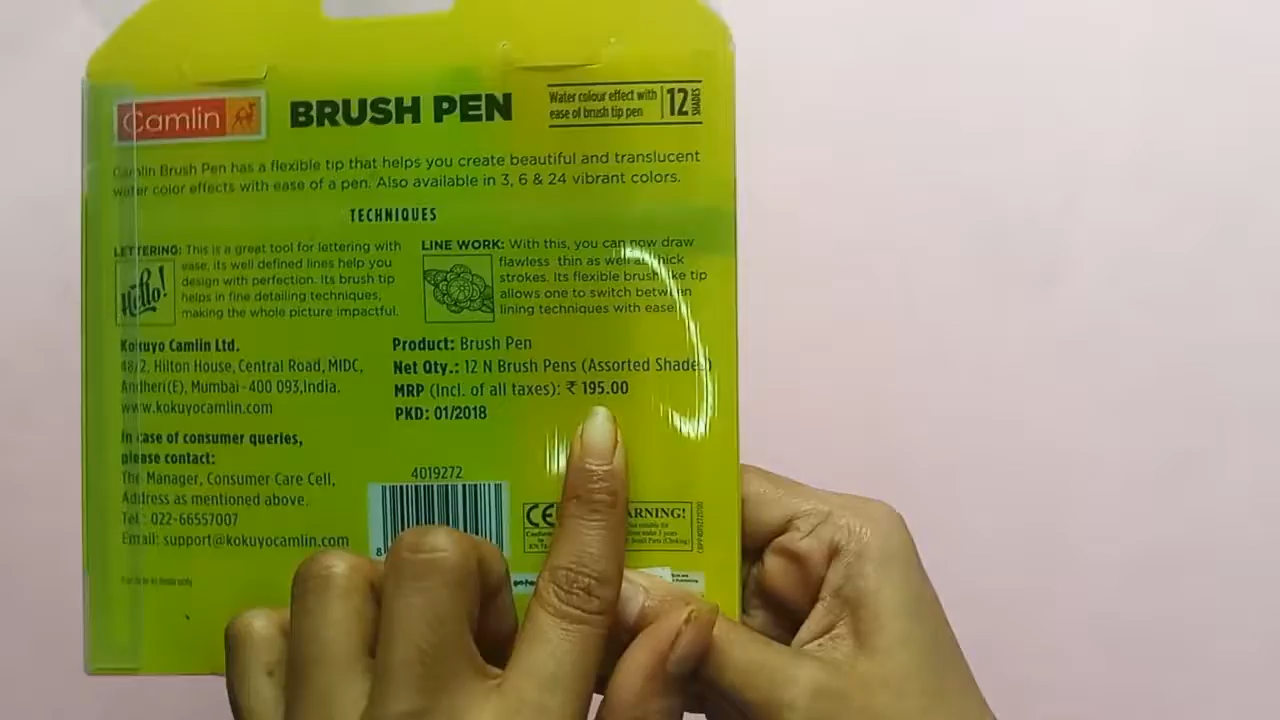 Camlin
BRUSH PEN
Water colour effect with
ease of brush tip pen
12
SHADES
Camlin Brush Pen has a flexible tip that helps you create beautiful and translucent
water color effects with ease of a pen. Also available in 3, 6 & 24 vibrant colors.
TECHNIQUES
LETTERING: This is a great tool for lettering with
ease, its well defined lines help you
design with perfection. Its brush tip
helps in fine detailing techniques,
making the whole picture impactful.
Hello!
LINE WORK: With this, you can now draw
flawless thin as well as thick
strokes. Its flexible brush like tip
allows one to switch between
lining techniques with ease.
Kokuyo Camlin Ltd.
48/2, Hilton House, Central Road, MIDC,
Andheri(E), Mumbai - 400 093,India.
www.kokuyocamlin.com
In case of consumer queries,
please contact:
The Manager, Consumer Care Cell,
Address as mentioned above.
Tel : 022-66557007
Email: support@kokuyocamlin.com
Product: Brush Pen
Net Qty.: 12 N Brush Pens (Assorted Shades)
MRP (Incl. of all taxes): ₹ 195.00
PKD: 01/2018
4019272
8
CE
ARNING!